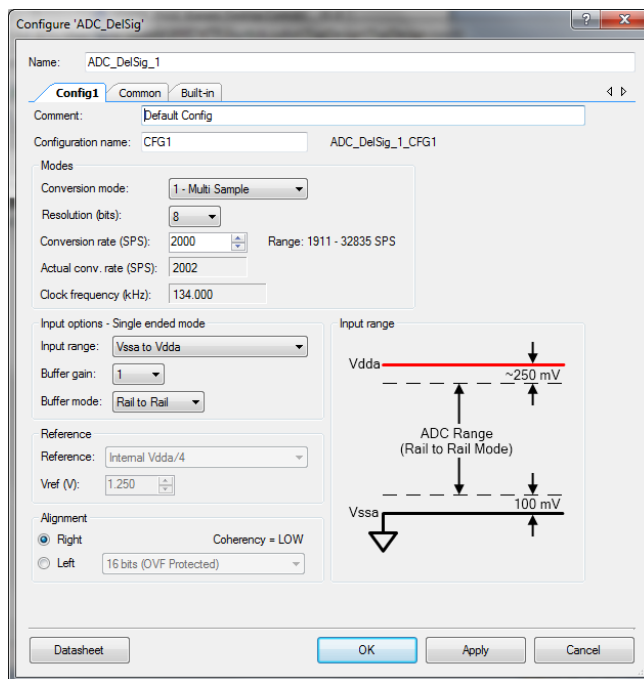 Configure 'ADC_DelSig'
Name: ADC_DelSig_1
Config1 Common Built-in
Comment: Default Config
Configuration name: CFG1 ADC_DelSig_1_CFG1
Modes
Conversion mode: 1 - Multi Sample
Resolution (bits): 8
Conversion rate (SPS): 2000 Range: 1911 - 32835 SPS
Actual conv. rate (SPS): 2002
Clock frequency (kHz): 134.000
Input options - Single ended mode
Input range: Vssa to Vdda
Buffer gain: 1
Buffer mode: Rail to Rail
Reference
Reference: Internal Vdda/4
Vref (V): 1.250
Alignment
Right Coherency = LOW
Left 16 bits (OVF Protected)
Input range
Vdda
~250 mV
ADC Range
(Rail to Rail Mode)
100 mV
Vssa
Datasheet OK Apply Cancel